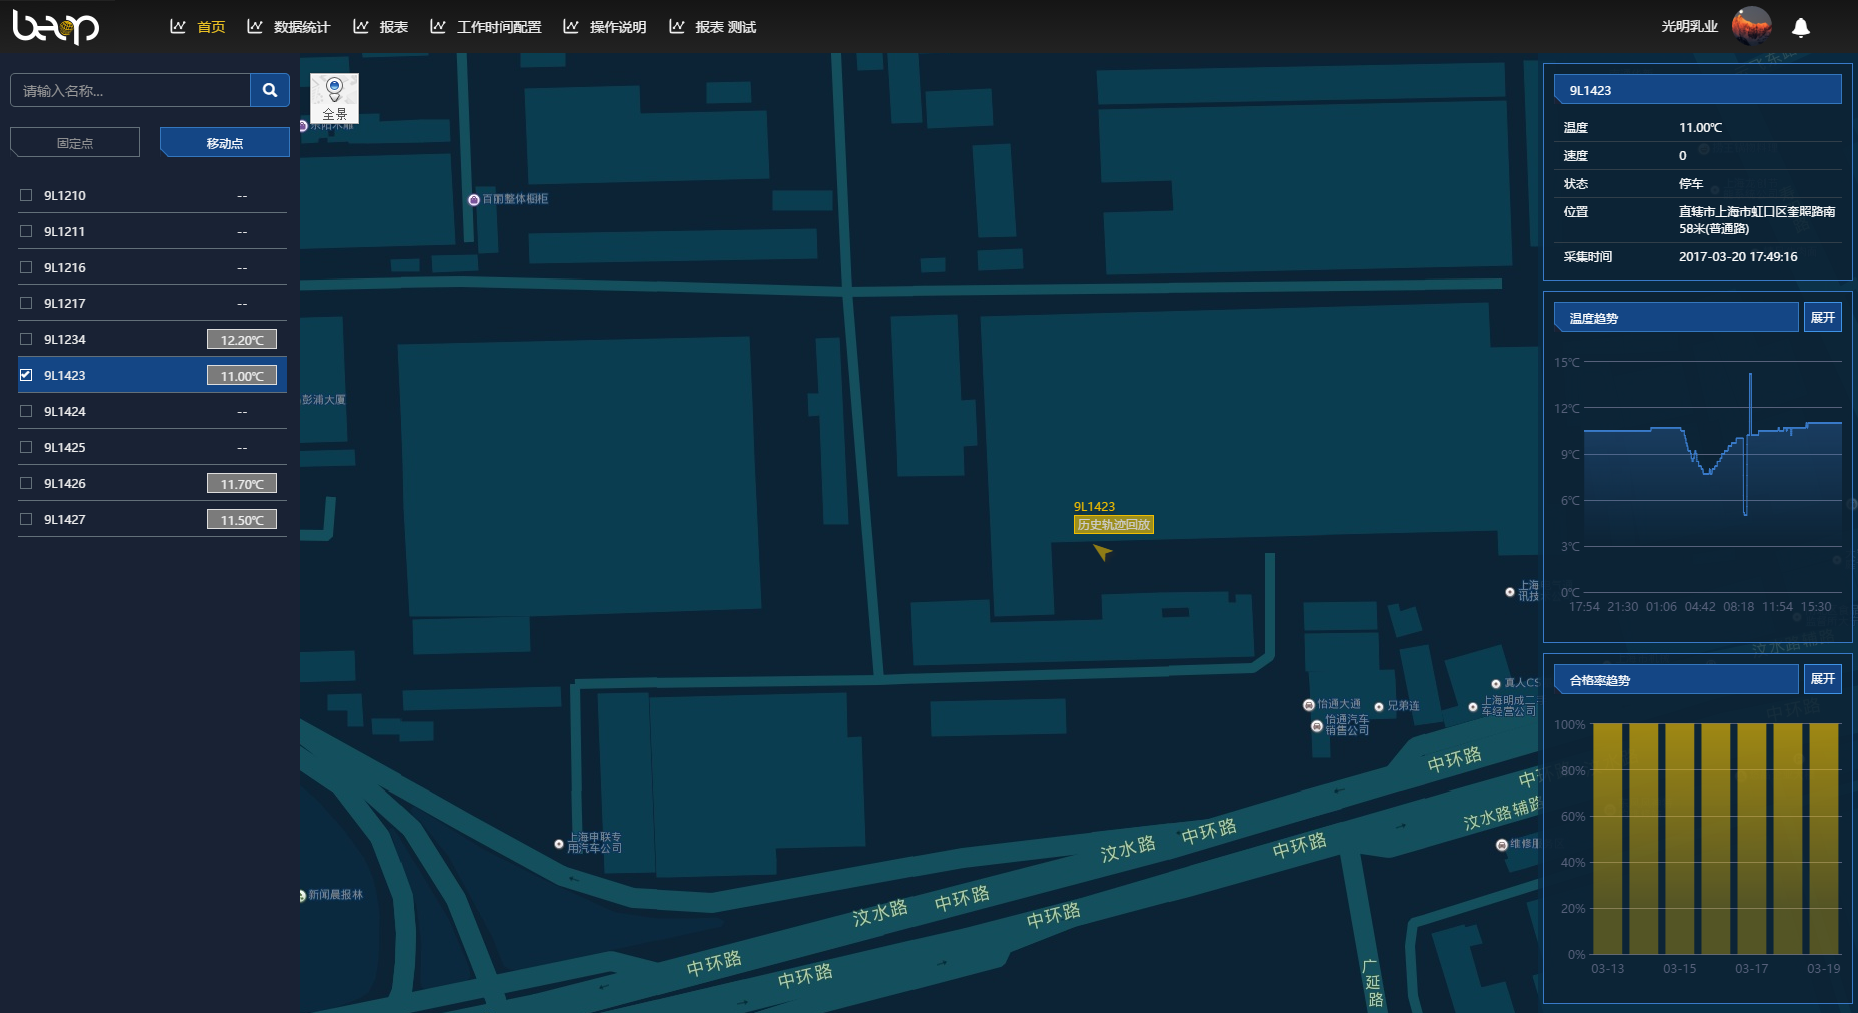 beop
首页
数据统计
报表
工作时间配置
操作说明
报表 测试
光明乳业
请输入名称...
固定点
移动点
9L1210 --
9L1211 --
9L1216 --
9L1217 --
9L1234 12.20℃
9L1423 11.00℃
9L1424 --
9L1425 --
9L1426 11.70℃
9L1427 11.50℃
全景
百丽整体橱柜
彭浦大厦
9L1423
历史轨迹回放
上海
讯技
真人CS
上海明成二
车经营公司
怡通大通
兄弟连
怡通汽车
销售公司
上海申联专
用汽车公司
新闻晨报林
维修服
中环路
中环路
汶水路辅路
汶水路
中环路
中环路
汶水路
中环路
中环路
中环路
中环路
广延路
9L1423
温度 11.00℃
速度 0
状态 停车
位置 直辖市上海市虹口区奎照路南
58米(普通路)
采集时间 2017-03-20 17:49:16
温度趋势
展开
15℃
12℃
9℃
6℃
3℃
0℃
17:54 21:30 01:06 04:42 08:18 11:54 15:30
汶水路辅路
合格率趋势
展开
中环路
100%
80%
60%
40%
20%
0%
03-13 03-15 03-17 03-19